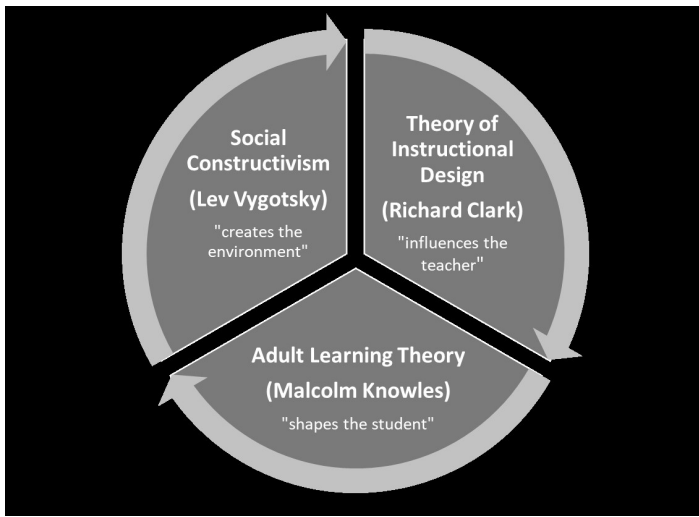 Social
Constructivism
(Lev Vygotsky)
"creates the
environment"
Theory of
Instructional
Design
(Richard Clark)
"influences the
teacher"
Adult Learning Theory
(Malcolm Knowles)
"shapes the student"